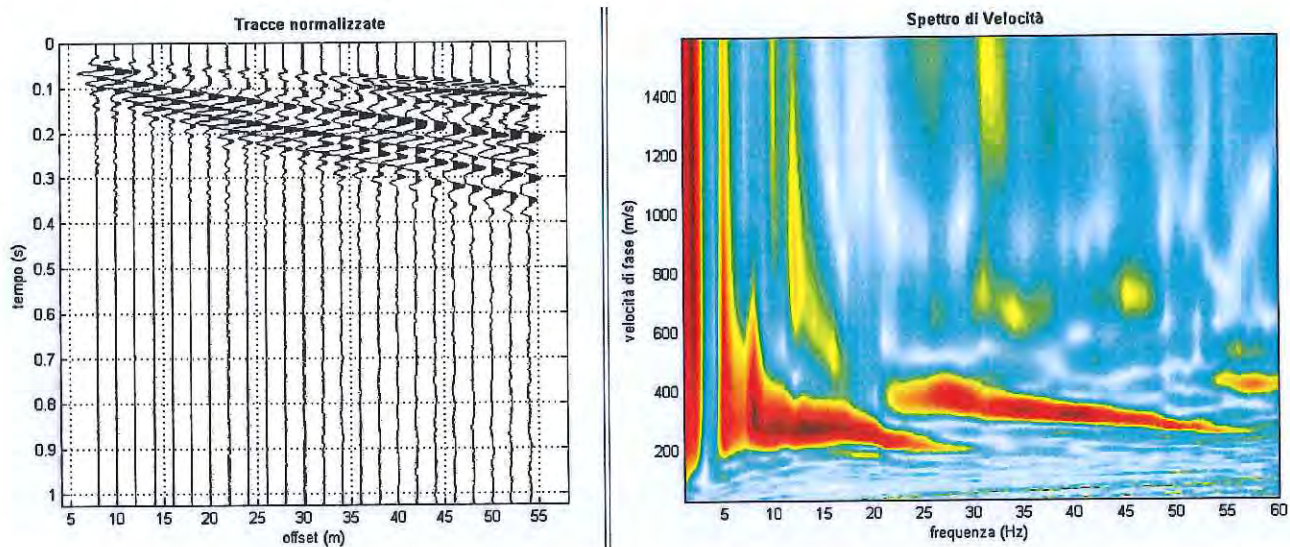 Tracce normalizzate
0
0.1
0.2
0.3
0.4
0.5
0.6
0.7
0.8
0.9
1
tempo (s)
5 10 15 20 25 30 35 40 45 50 55
offset (m)
Spettro di Velocità
1400
1200
1000
800
600
400
200
velocità di fase (m/s)
5 10 15 20 25 30 35 40 45 50 55 60
frequenza (Hz)